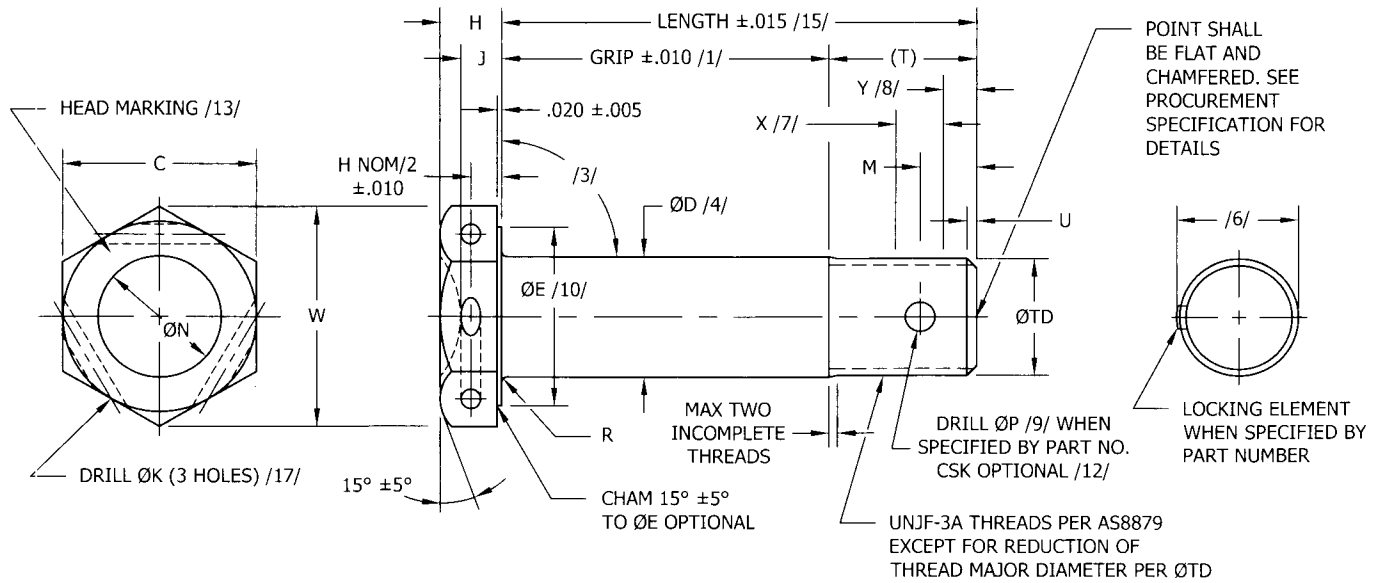 H
LENGTH ±.015 /15/
J
GRIP ±.010 /1/
(T)
POINT SHALL
BE FLAT AND
CHAMFERED. SEE
PROCUREMENT
SPECIFICATION FOR
DETAILS
HEAD MARKING /13/
.020 ±.005
Y /8/
X /7/
C
H NOM/2
±.010
/3/
M
ØD /4/
U
/6/
ØE /10/
ØN
W
ØTD
R
MAX TWO
INCOMPLETE
THREADS
DRILL ØP /9/ WHEN
SPECIFIED BY PART NO.
CSK OPTIONAL /12/
LOCKING ELEMENT
WHEN SPECIFIED BY
PART NUMBER
DRILL ØK (3 HOLES) /17/
15° ±5°
CHAM 15° ±5°
TO ØE OPTIONAL
UNJF-3A THREADS PER AS8879
EXCEPT FOR REDUCTION OF
THREAD MAJOR DIAMETER PER ØTD